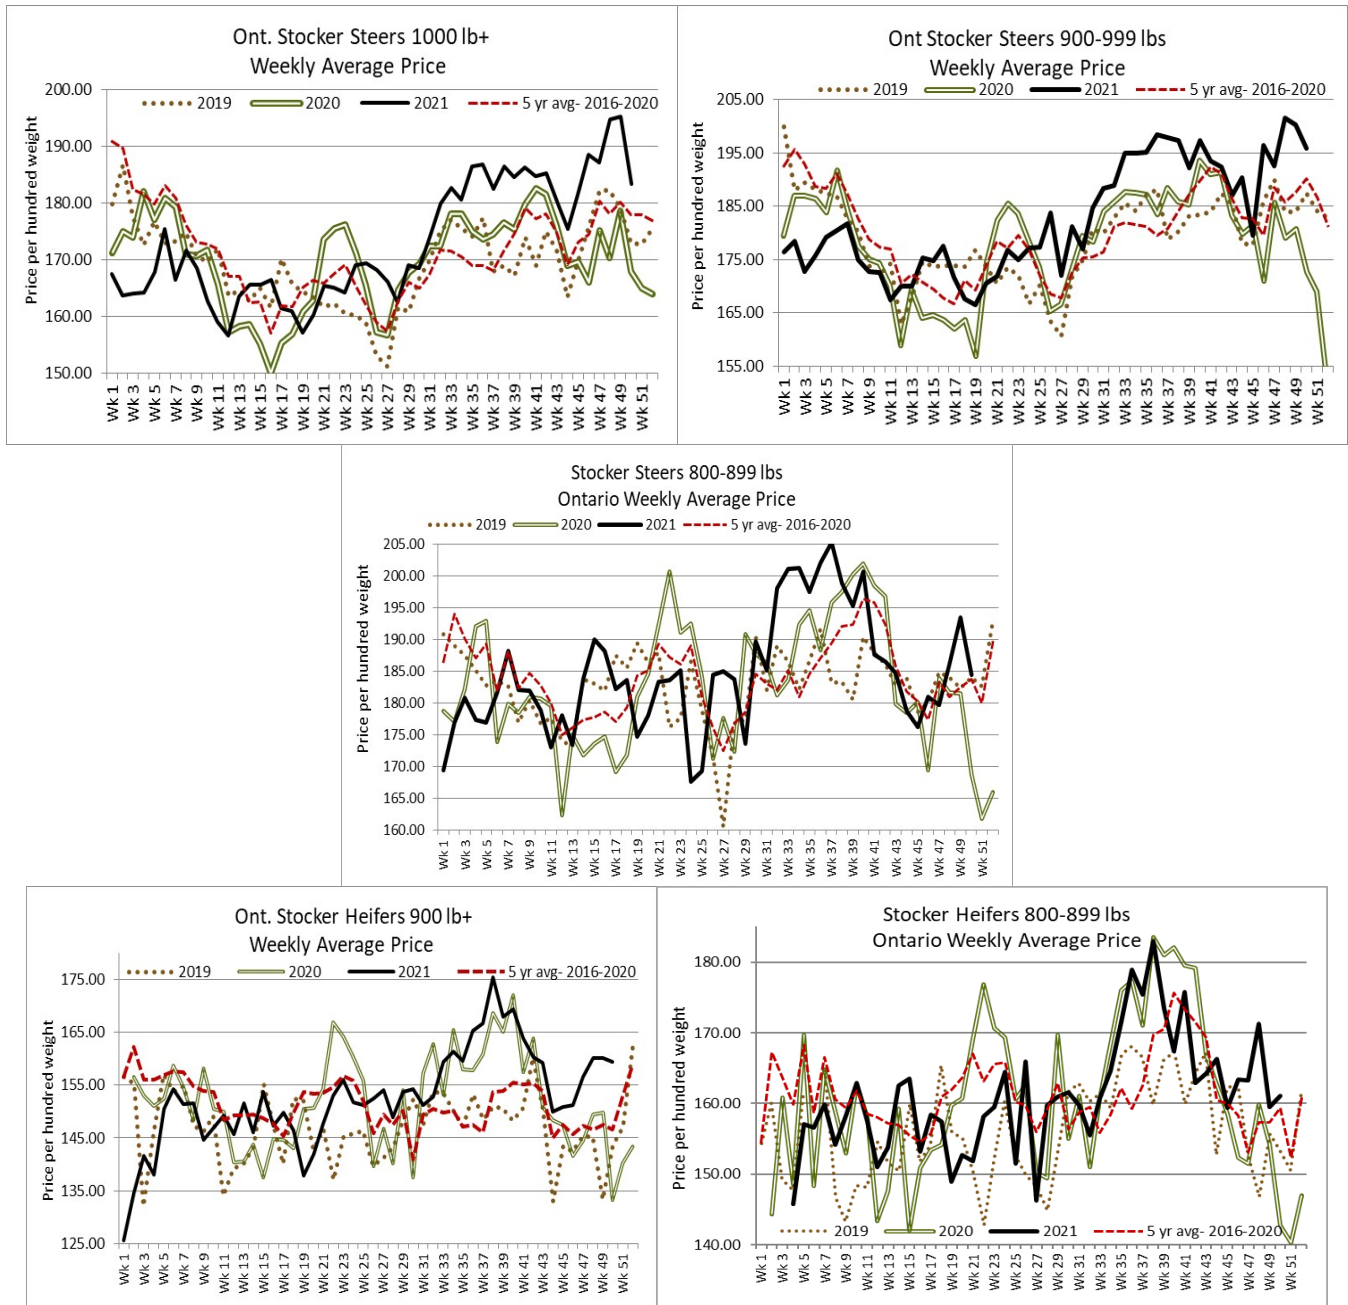 Ont. Stocker Steers 1000 lb+
Weekly Average Price
2019 2020 2021 5 yr avg- 2016-2020
Price per hundred weight
200.00
190.00
180.00
170.00
160.00
150.00
Wk 1 Wk 3 Wk 5 Wk 7 Wk 9 Wk 11 Wk 13 Wk 15 Wk 17 Wk 19 Wk 21 Wk 23 Wk 25 Wk 27 Wk 29 Wk 31 Wk 33 Wk 35 Wk 37 Wk 39 Wk 41 Wk 43 Wk 45 Wk 47 Wk 49 Wk 51
Ont Stocker Steers 900-999 lbs
Weekly Average Price
2019 2020 2021 5 yr avg- 2016-2020
Price per hundred weight
205.00
195.00
185.00
175.00
165.00
155.00
Wk 1 Wk 3 Wk 5 Wk 7 Wk 9 Wk 11 Wk 13 Wk 15 Wk 17 Wk 19 Wk 21 Wk 23 Wk 25 Wk 27 Wk 29 Wk 31 Wk 33 Wk 35 Wk 37 Wk 39 Wk 41 Wk 43 Wk 45 Wk 47 Wk 49 Wk 51
Stocker Steers 800-899 lbs
Ontario Weekly Average Price
2019 2020 2021 5 yr avg- 2016-2020
Price per hundred weight
205.00
200.00
195.00
190.00
185.00
180.00
175.00
170.00
165.00
160.00
Wk 1 Wk 3 Wk 5 Wk 7 Wk 9 Wk 11 Wk 13 Wk 15 Wk 17 Wk 19 Wk 21 Wk 23 Wk 25 Wk 27 Wk 29 Wk 31 Wk 33 Wk 35 Wk 37 Wk 39 Wk 41 Wk 43 Wk 45 Wk 47 Wk 49 Wk 51
Ont. Stocker Heifers 900 lb+
Weekly Average Price
2019 2020 2021 5 yr avg- 2016-2020
Price per hundred weight
175.00
165.00
155.00
145.00
135.00
125.00
Wk 1 Wk 3 Wk 5 Wk 7 Wk 9 Wk 11 Wk 13 Wk 15 Wk 17 Wk 19 Wk 21 Wk 23 Wk 25 Wk 27 Wk 29 Wk 31 Wk 33 Wk 35 Wk 37 Wk 39 Wk 41 Wk 43 Wk 45 Wk 47 Wk 49 Wk 51
Stocker Heifers 800-899 lbs
Ontario Weekly Average Price
Price per hundred weight
180.00
170.00
160.00
150.00
140.00
2019 2020 2021 5 yr avg- 2016-2020
Wk 1 Wk 3 Wk 5 Wk 7 Wk 9 Wk 11 Wk 13 Wk 15 Wk 17 Wk 19 Wk 21 Wk 23 Wk 25 Wk 27 Wk 29 Wk 31 Wk 33 Wk 35 Wk 37 Wk 39 Wk 41 Wk 43 Wk 45 Wk 47 Wk 49 Wk 51